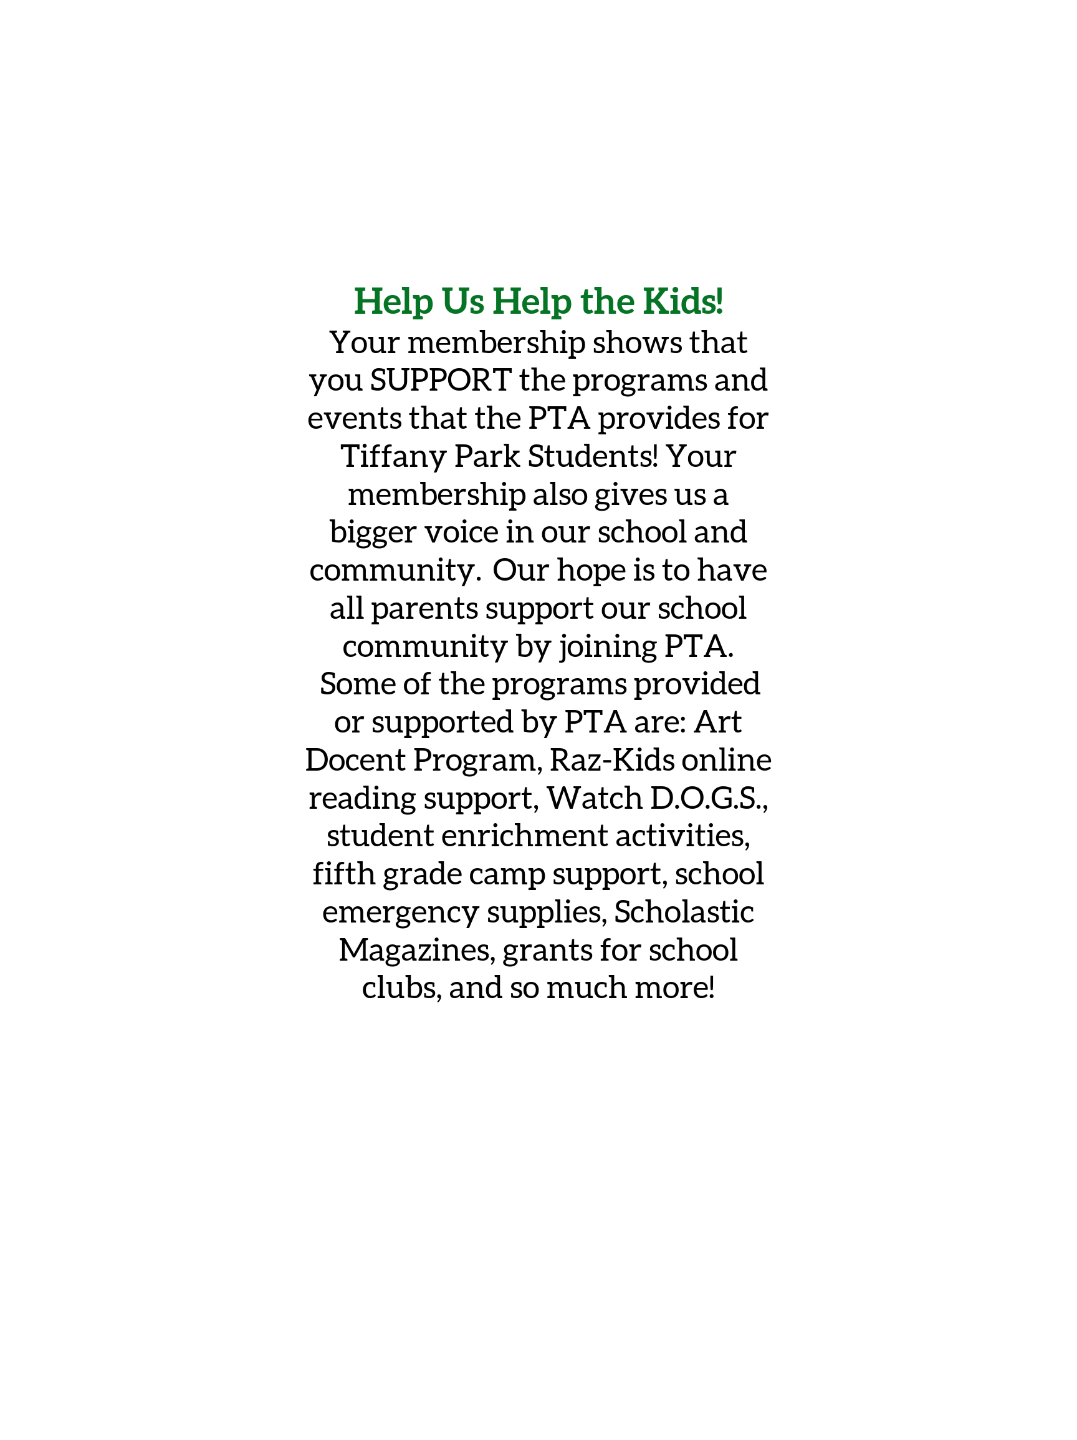 Help Us Help the Kids!
Your membership shows that
you SUPPORT the programs and
events that the PTA provides for
Tiffany Park Students! Your
membership also gives us a
bigger voice in our school and
community. Our hope is to have
all parents support our school
community by joining PTA.
Some of the programs provided
or supported by PTA are: Art
Docent Program, Raz-Kids online
reading support, Watch D.O.G.S.,
student enrichment activities,
fifth grade camp support, school
emergency supplies, Scholastic
Magazines, grants for school
clubs, and so much more!